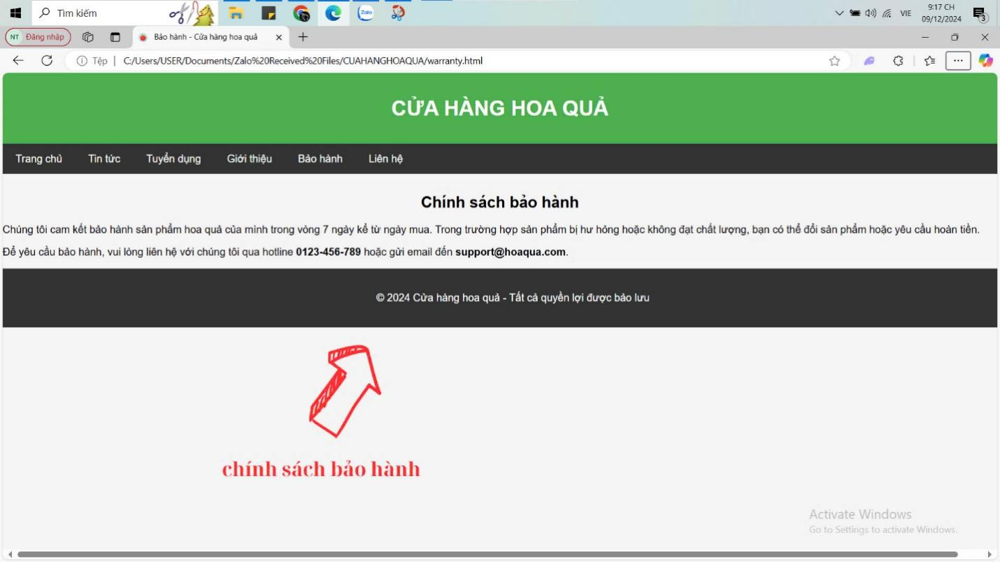 Tìm kiếm
Zalo
VIE
9:17 CH
09/12/2024
3
NT Đăng nhập
Bảo hành - Cửa hàng hoa quả
Tệp | C:/Users/USER/Documents/Zalo%20Received%20Files/CUAHANGHOAQUA/warranty.html
CỬA HÀNG HOA QUẢ
Trang chủ Tin tức Tuyển dụng Giới thiệu Bảo hành Liên hệ
Chính sách bảo hành
Chúng tôi cam kết bảo hành sản phẩm hoa quả của mình trong vòng 7 ngày kể từ ngày mua. Trong trường hợp sản phẩm bị hư hỏng hoặc không đạt chất lượng, bạn có thể đổi sản phẩm hoặc yêu cầu hoàn tiền.
Để yêu cầu bảo hành, vui lòng liên hệ với chúng tôi qua hotline 0123-456-789 hoặc gửi email đến support@hoaqua.com.
© 2024 Cửa hàng hoa quả - Tất cả quyền lợi được bảo lưu
chính sách bảo hành
Activate Windows
Go to Settings to activate Windows.